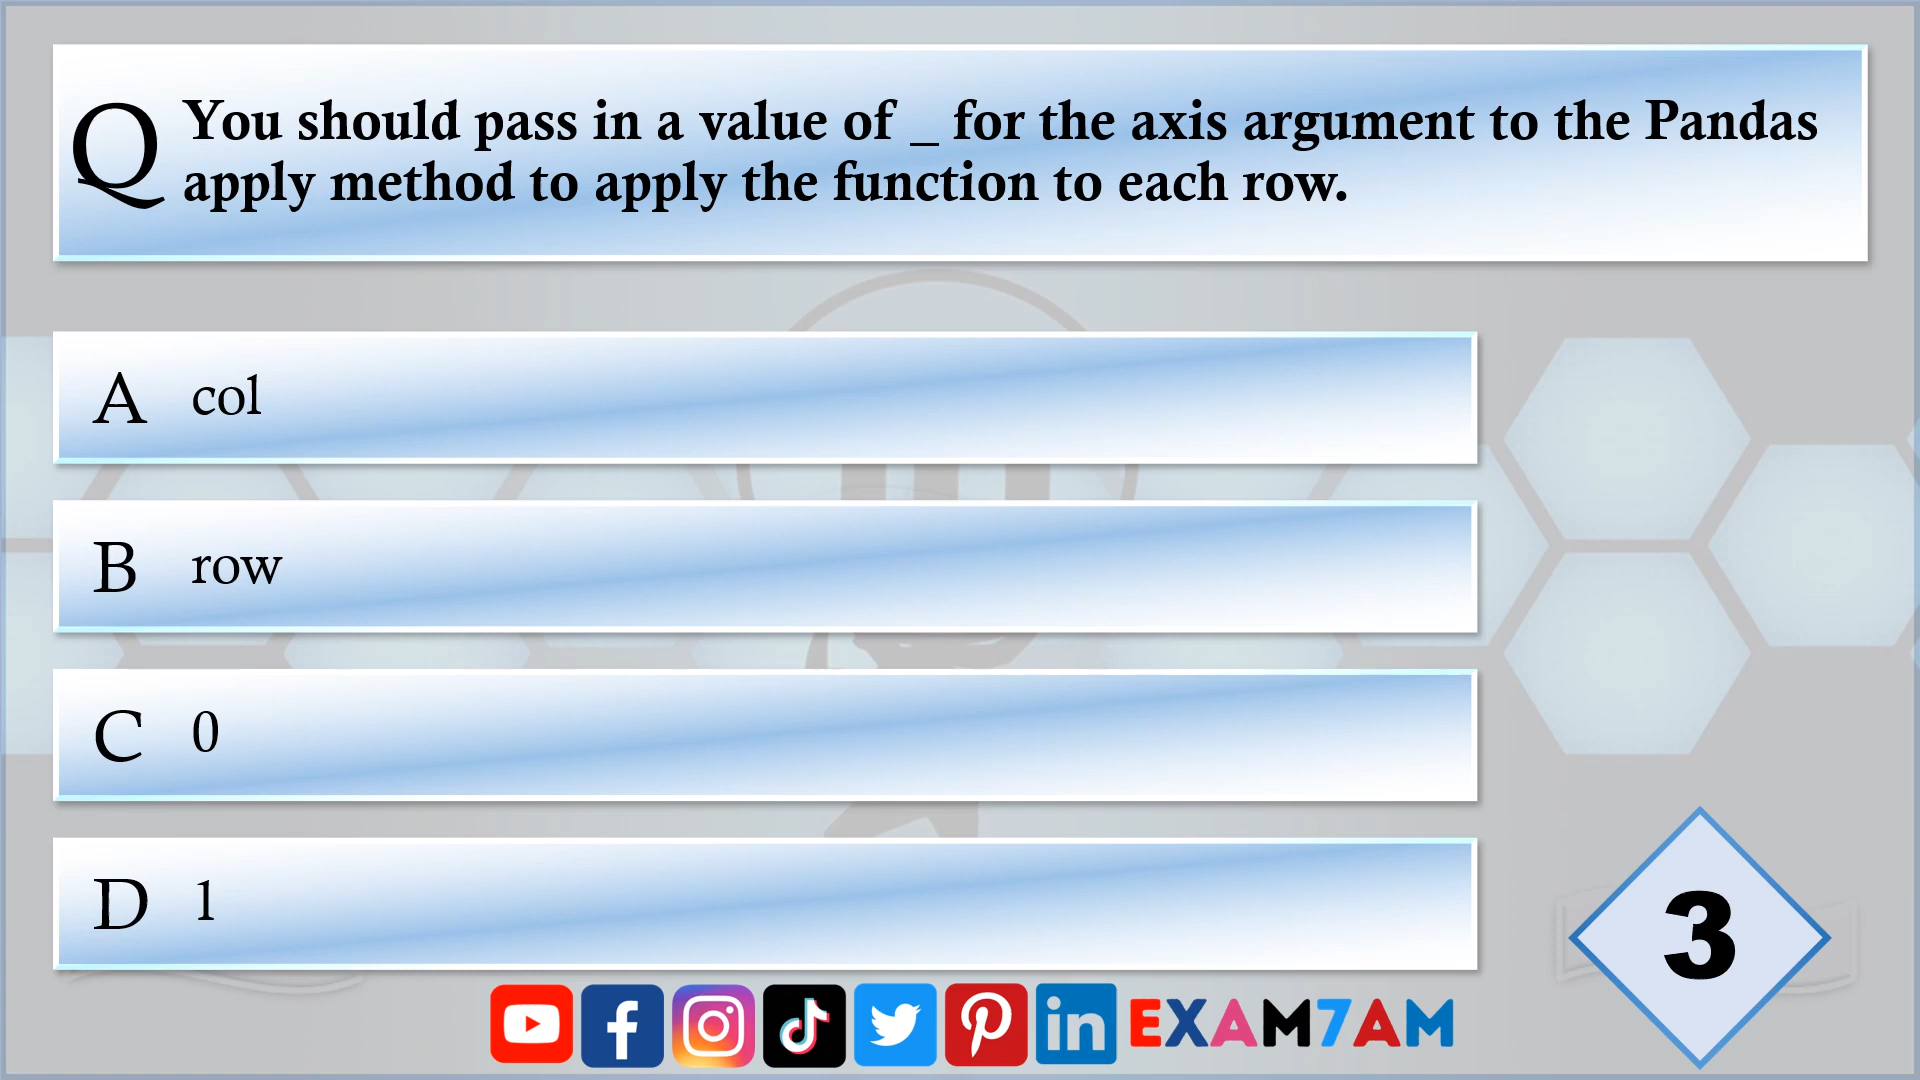 Q You should pass in a value of _ for the axis argument to the Pandas
apply method to apply the function to each row.
A col
B row
C 0
D 1
3
EXAM7AM